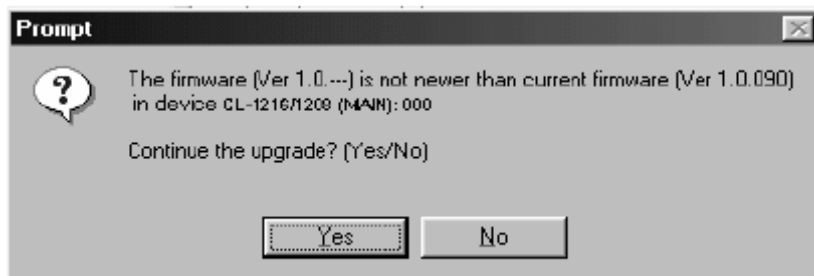 Prompt
The firmware (Ver 1.0.---) is not newer than current firmware (Ver 1.0.090)
in device CL-1216/1208 (MAIN): 000
Continue the upgrade? (Yes/No)
Yes
No